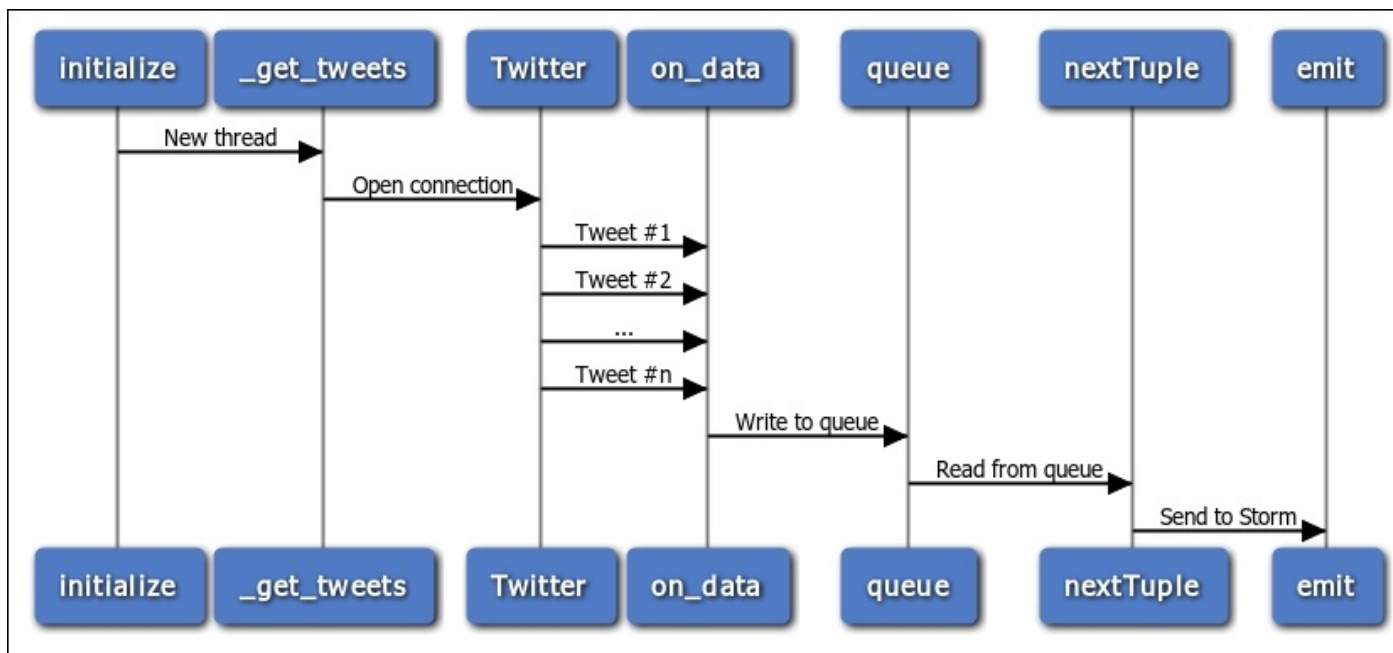 initialize _get_tweets Twitter on_data queue nextTuple emit
New thread
Open connection
Tweet #1
Tweet #2
...
Tweet #n
Write to queue
Read from queue
Send to Storm
initialize _get_tweets Twitter on_data queue nextTuple emit